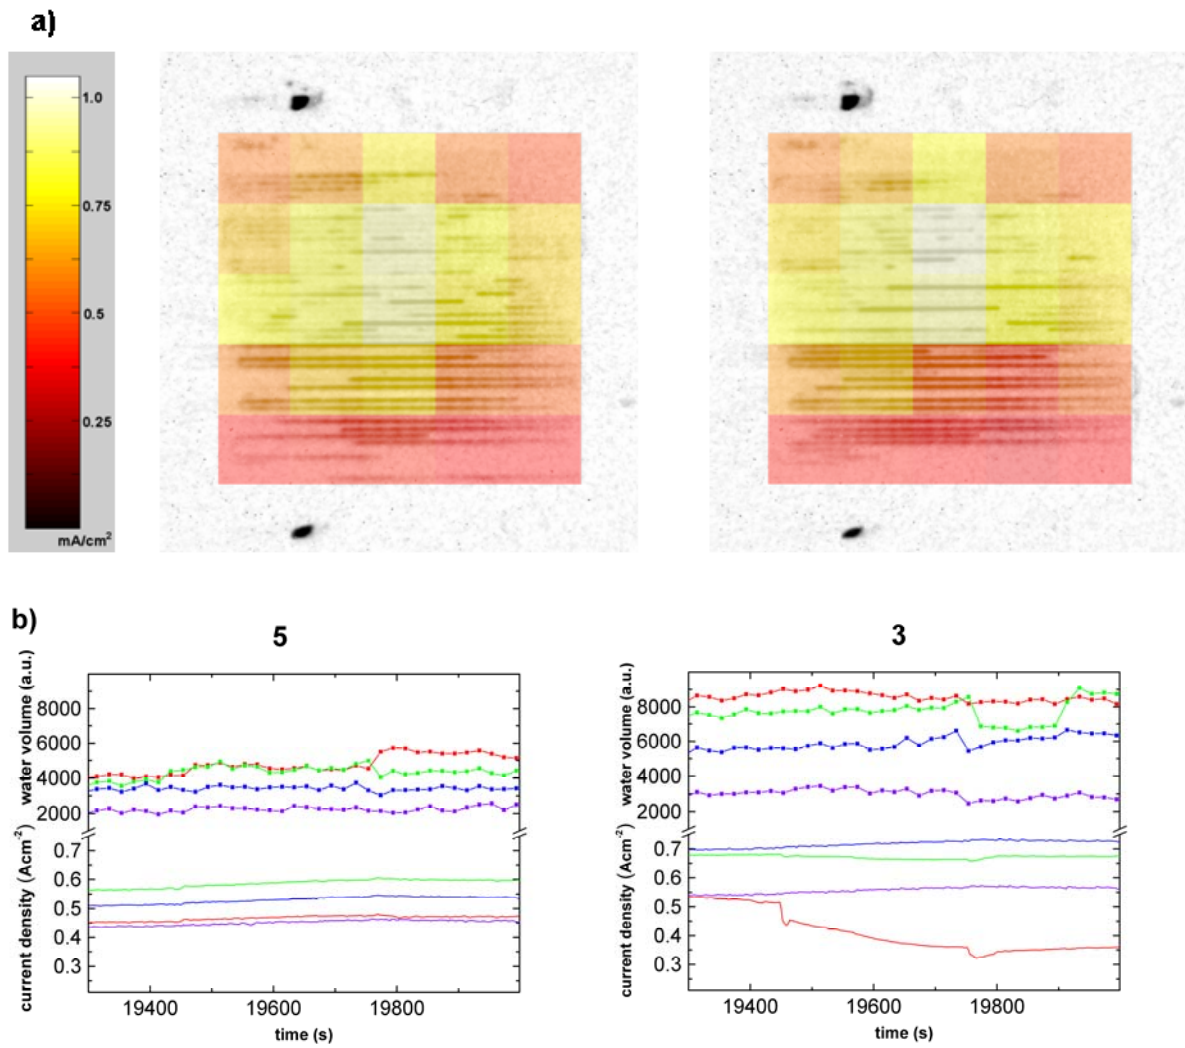 a)
1.0
0.75
0.5
0.25
mA/cm²
b)
5
water volume (a.u.)
8000
6000
4000
2000
current density (Acm⁻²)
0.7
0.6
0.5
0.4
0.3
19400 19600 19800
time (s)
3
water volume (a.u.)
8000
6000
4000
2000
current density (Acm⁻²)
0.7
0.6
0.5
0.4
0.3
19400 19600 19800
time (s)